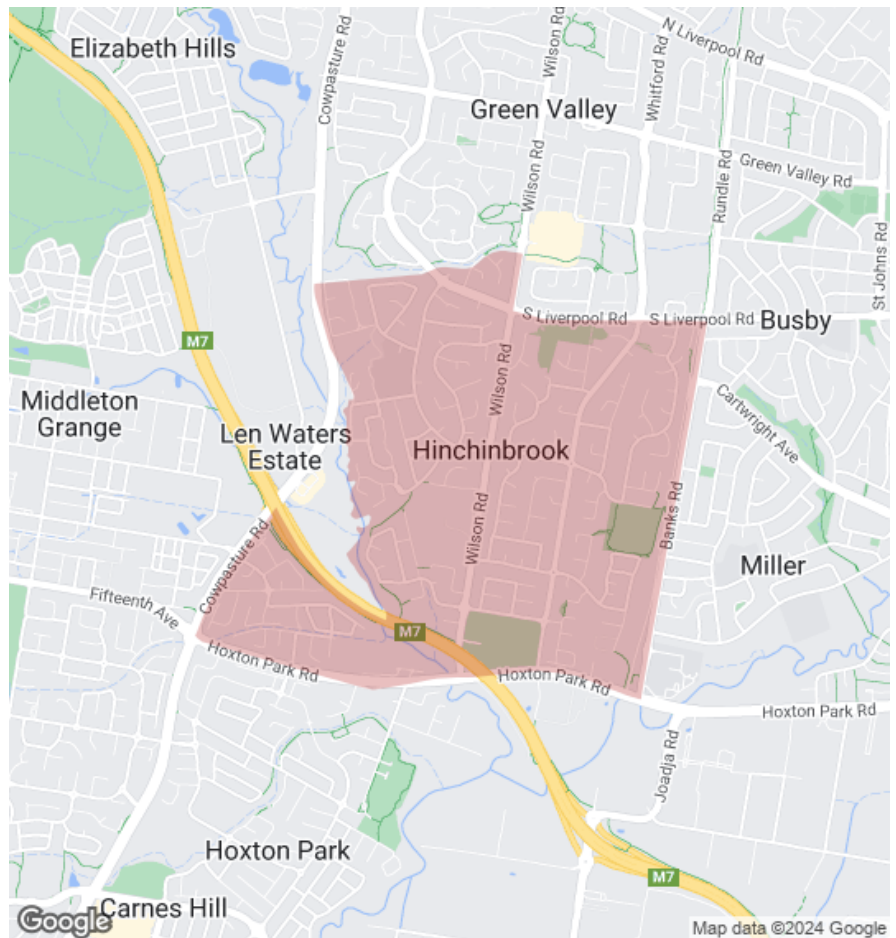 Elizabeth Hills
Cowpasture Rd
Wilson Rd
N Liverpool Rd
Whitford Rd
Green Valley
Green Valley Rd
Wilson Rd
Rundle Rd
St Johns Rd
S Liverpool Rd
S Liverpool Rd
Busby
M7
Wilson Rd
Cartwright Ave
Middleton
Grange
Len Waters
Estate
Hinchinbrook
Wilson Rd
Banks Rd
Cowpasture Rd
Miller
Fifteenth Ave
M7
Hoxton Park Rd
Hoxton Park Rd
Hoxton Park Rd
Joadja Rd
Hoxton Park
M7
Carnes Hill
Google
Map data ©2024 Google